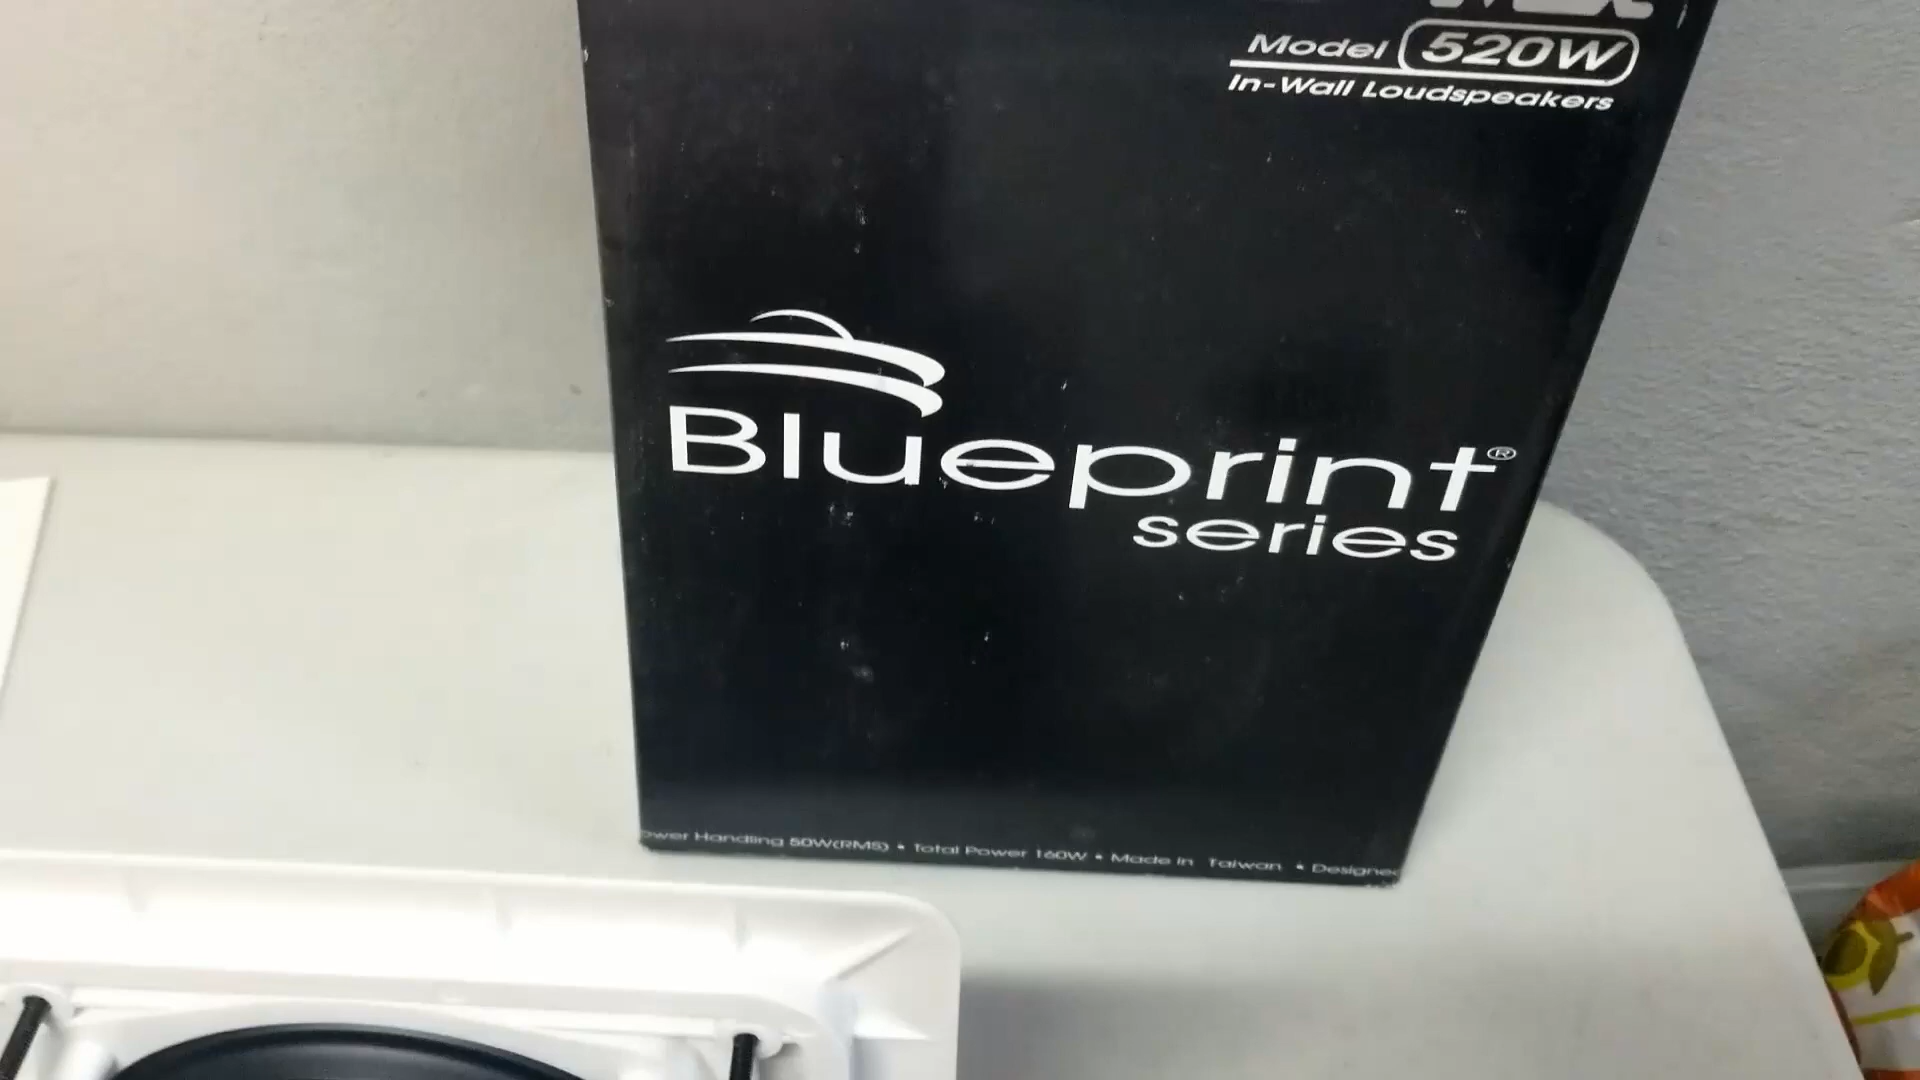 Model 520W
In-Wall Loudspeakers
Blueprint®
series
Handling 50W(RMS) • Total Power 160W • Made in Taiwan •